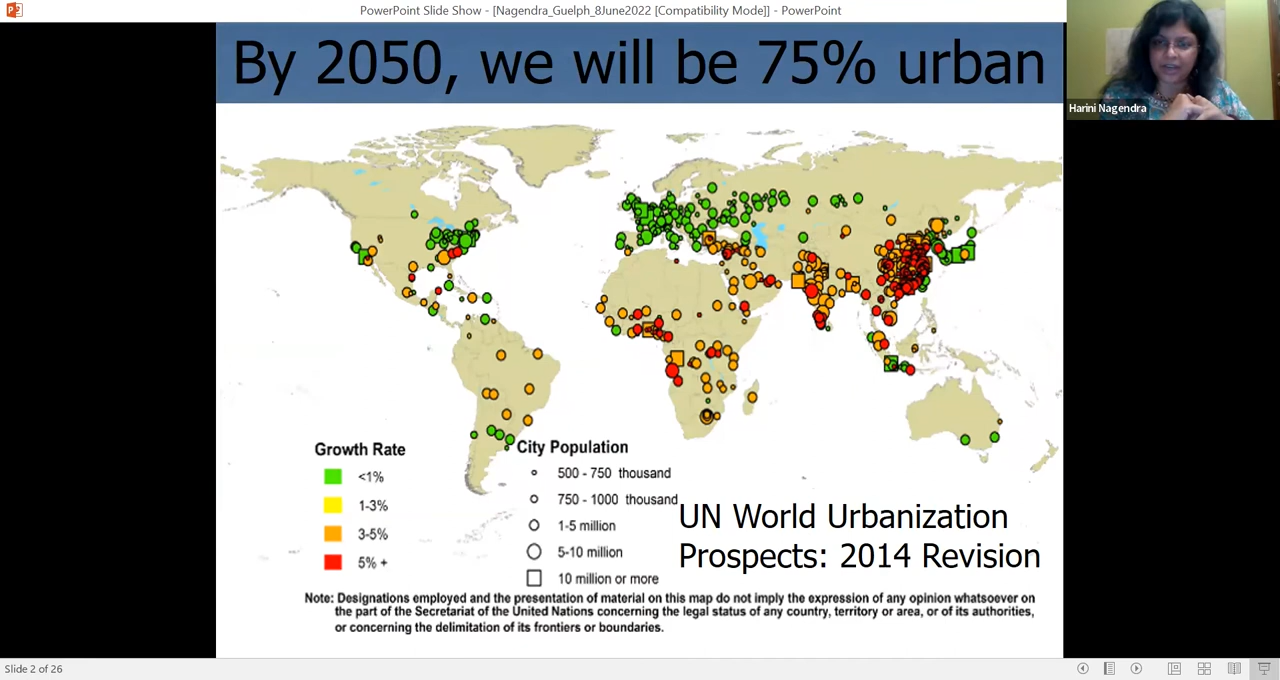 PowerPoint Slide Show - [Nagendra_Guelph_8June2022 [Compatibility Mode]] - PowerPoint
By 2050, we will be 75% urban
Harini Nagendra
Growth Rate
<1%
1-3%
3-5%
5% +
City Population
500 - 750 thousand
750 - 1000 thousand
1-5 million
5-10 million
10 million or more
UN World Urbanization
Prospects: 2014 Revision
Note: Designations employed and the presentation of material on this map do not imply the expression of any opinion whatsoever on
the part of the Secretariat of the United Nations concerning the legal status of any country, territory or area, or of its authorities,
or concerning the delimitation of its frontiers or boundaries.
Slide 2 of 26